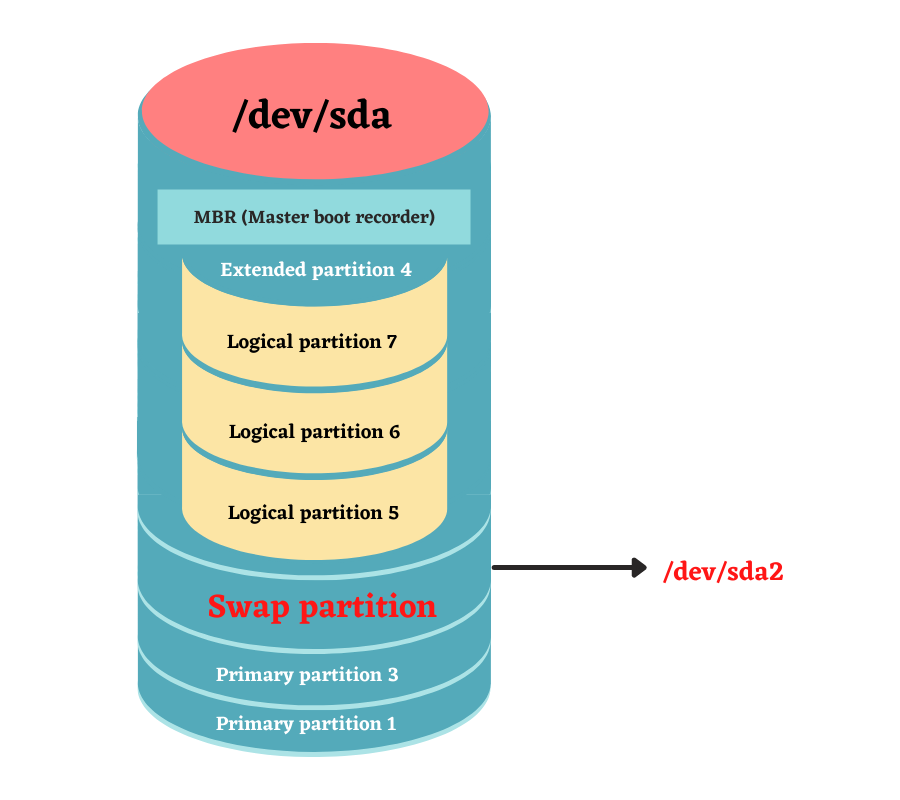 /dev/sda
MBR (Master boot recorder)
Extended partition 4
Logical partition 7
Logical partition 6
Logical partition 5
/dev/sda2
Swap partition
Primary partition 3
Primary partition 1